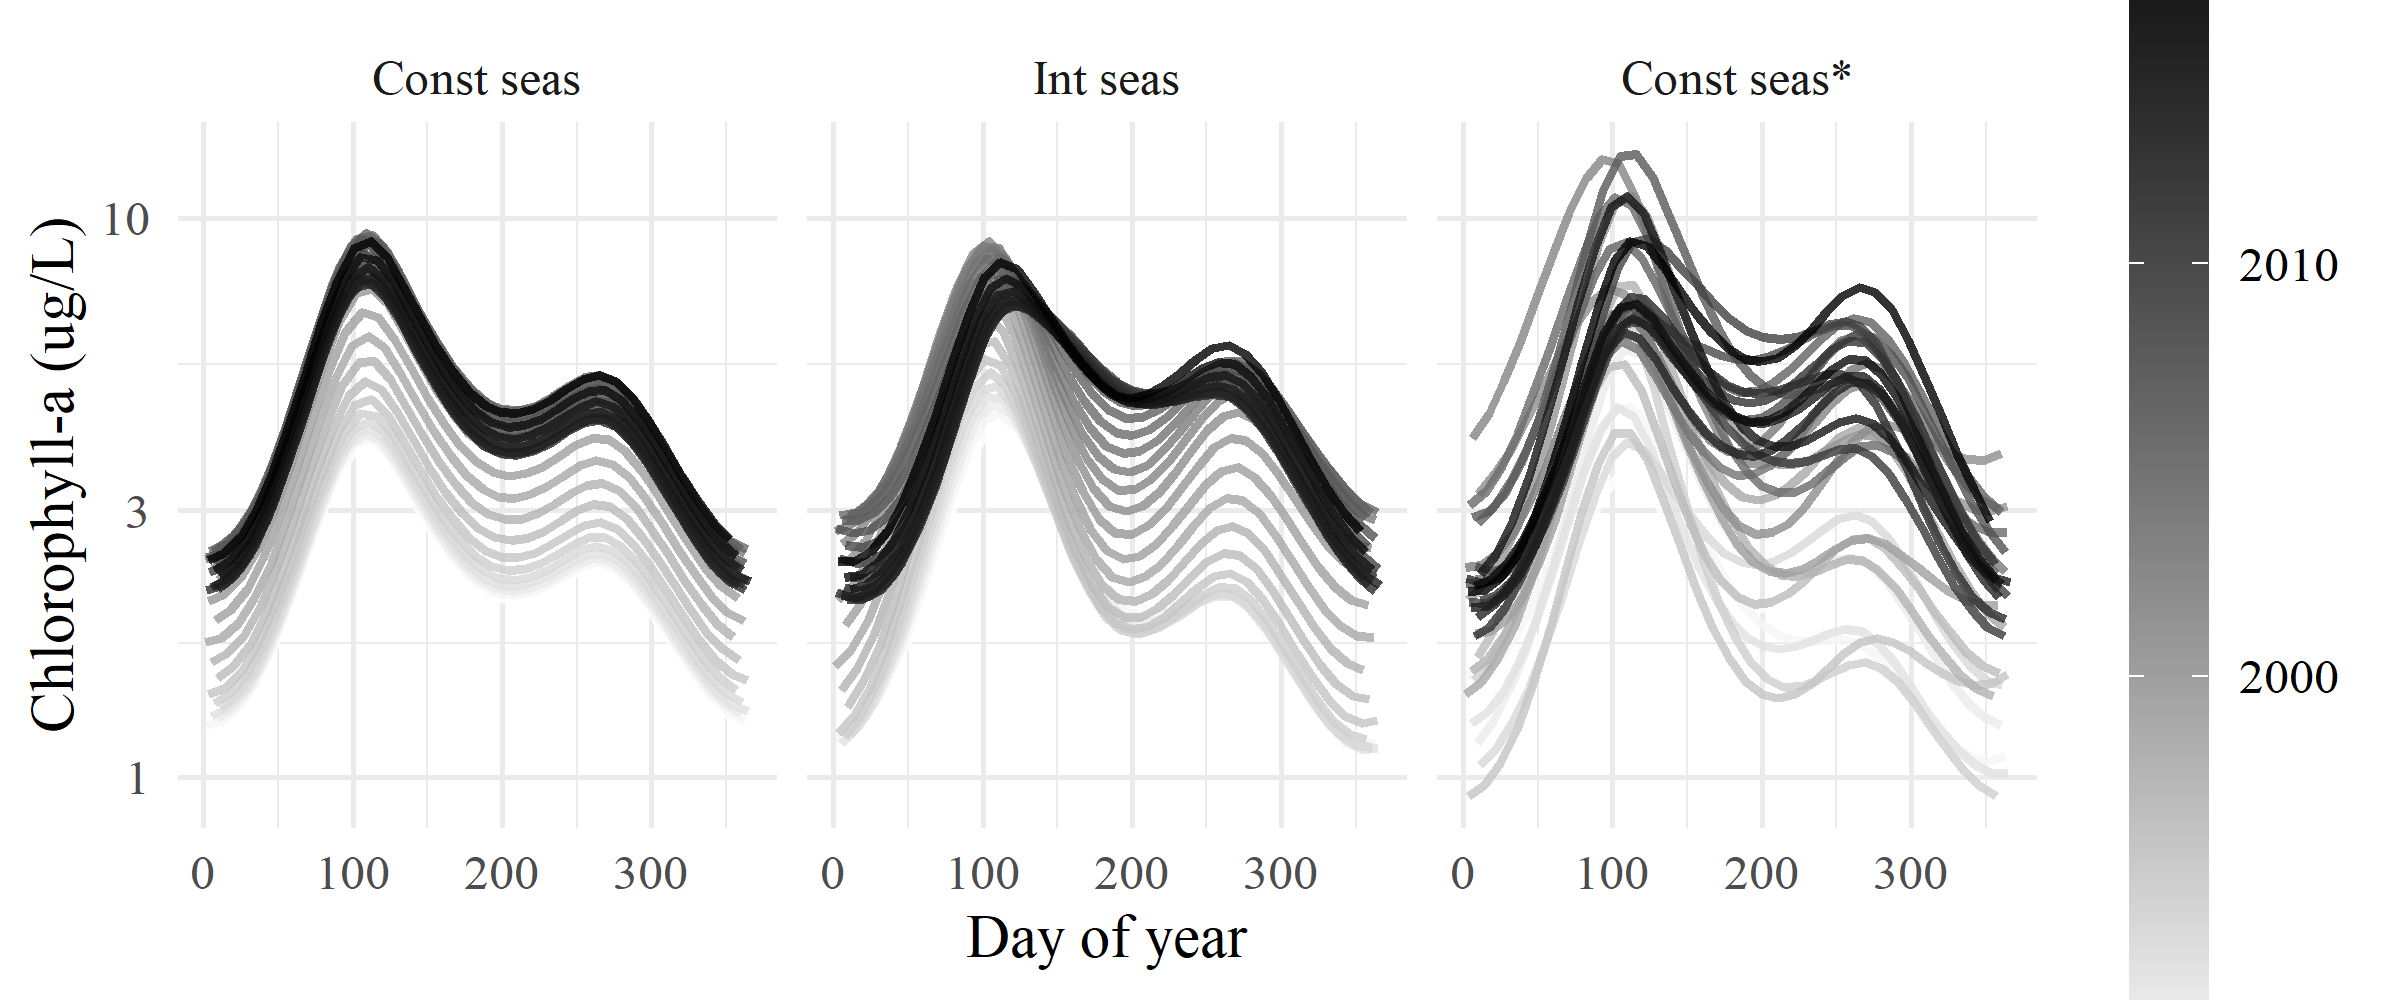 Const seas
Int seas
Const seas*
Chlorophyll-a (ug/L)
10
3
1
0 100 200 300
0 100 200 300
0 100 200 300
Day of year
2010
2000